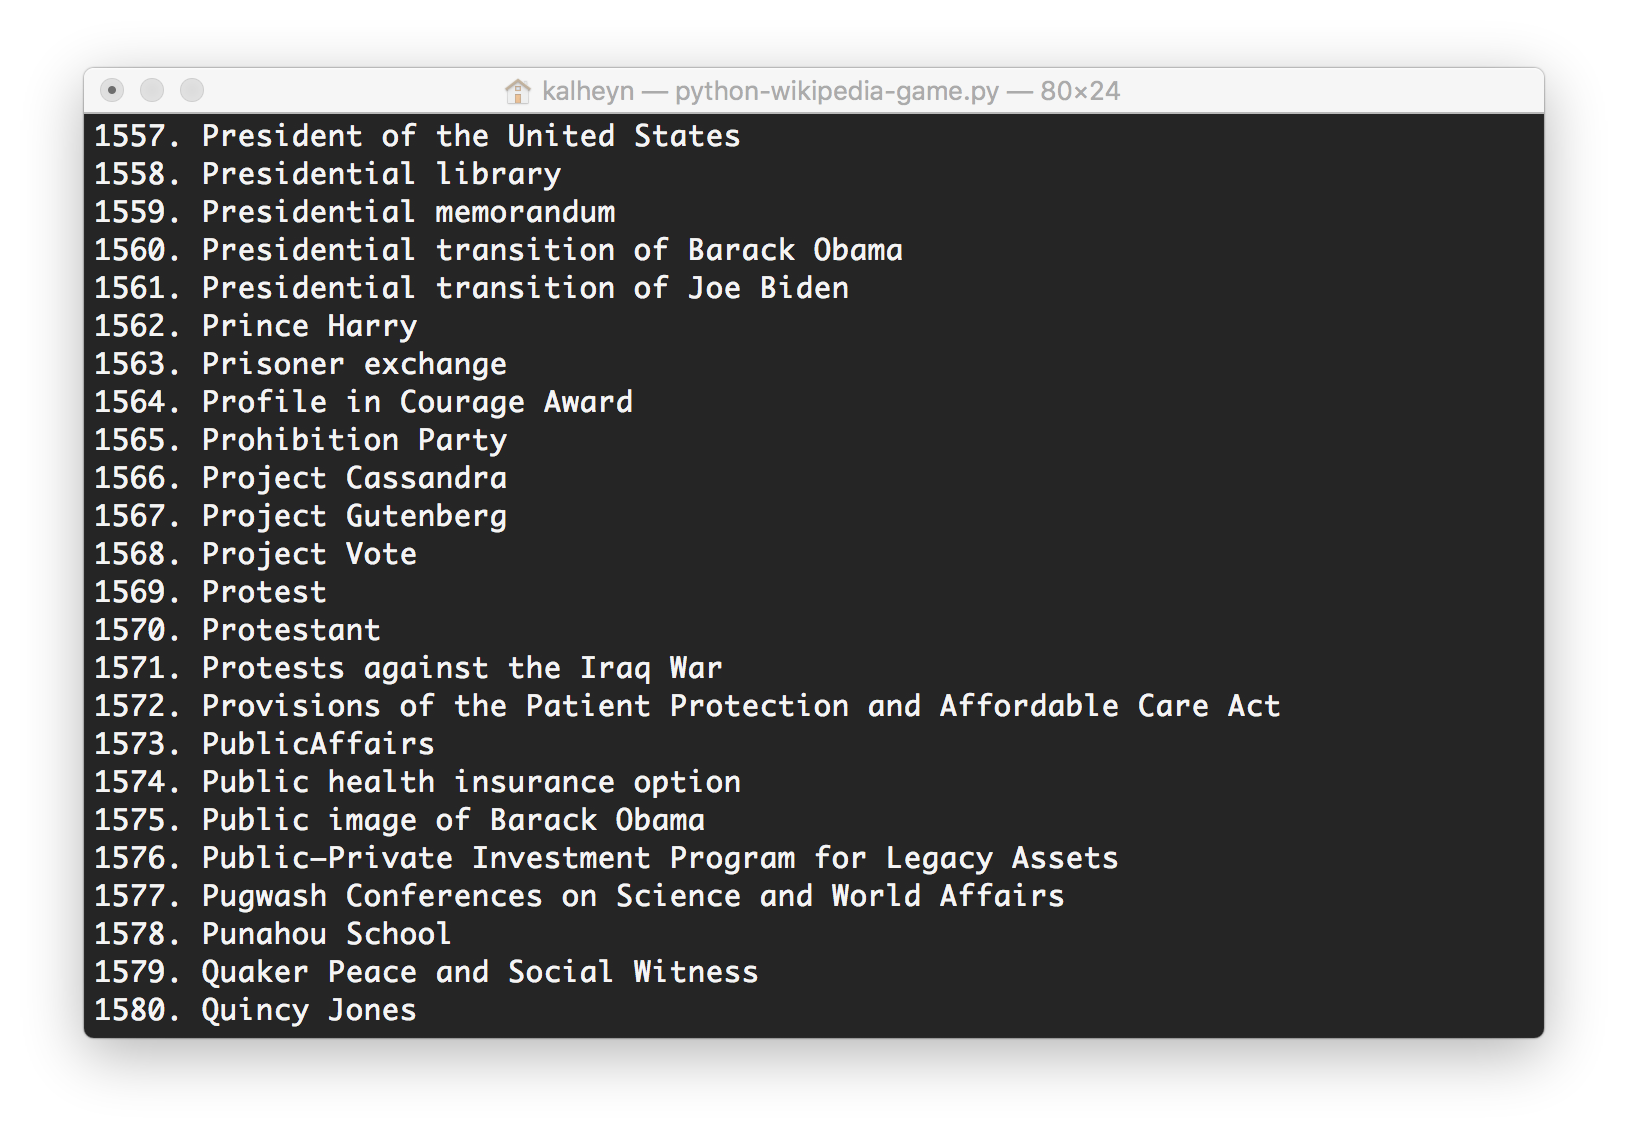 kalheyn — python-wikipedia-game.py — 80×24
1557. President of the United States
1558. Presidential library
1559. Presidential memorandum
1560. Presidential transition of Barack Obama
1561. Presidential transition of Joe Biden
1562. Prince Harry
1563. Prisoner exchange
1564. Profile in Courage Award
1565. Prohibition Party
1566. Project Cassandra
1567. Project Gutenberg
1568. Project Vote
1569. Protest
1570. Protestant
1571. Protests against the Iraq War
1572. Provisions of the Patient Protection and Affordable Care Act
1573. PublicAffairs
1574. Public health insurance option
1575. Public image of Barack Obama
1576. Public–Private Investment Program for Legacy Assets
1577. Pugwash Conferences on Science and World Affairs
1578. Punahou School
1579. Quaker Peace and Social Witness
1580. Quincy Jones